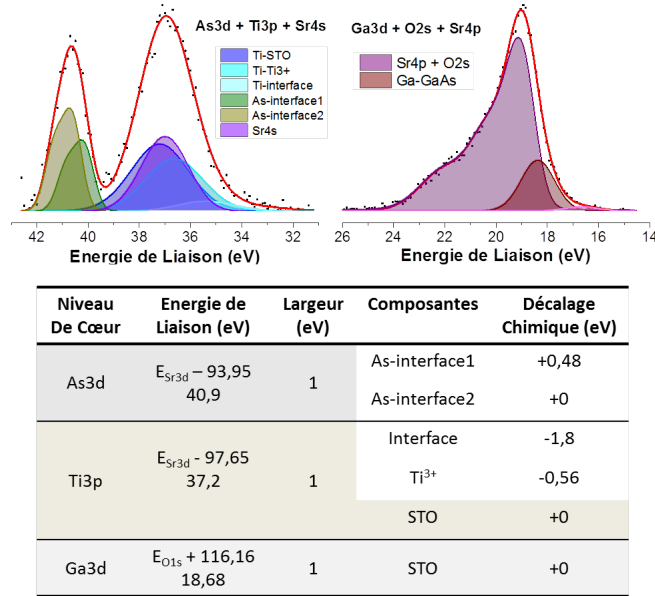 As3d + Ti3p + Sr4s
Ti-STO
Ti-Ti3+
Ti-interface
As-interface1
As-interface2
Sr4s
42 40 38 36 34 32
Energie de Liaison (eV)
Ga3d + O2s + Sr4p
Sr4p + O2s
Ga-GaAs
26 24 22 20 18 16 14
Energie de Liaison (eV)
Niveau De Cœur Energie de Liaison (eV) Largeur (eV) Composantes Décalage Chimique (eV)
As3d E_Sr3d – 93,95 40,9 1 As-interface1 +0,48
As-interface2 +0
Ti3p E_Sr3d - 97,65 37,2 1 Interface -1,8
Ti³⁺ -0,56
STO +0
Ga3d E_O1s + 116,16 18,68 1 STO +0